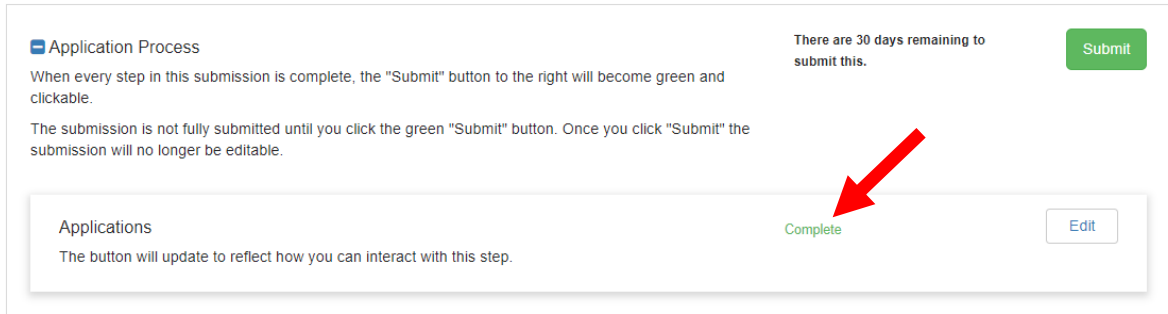 Application Process
When every step in this submission is complete, the "Submit" button to the right will become green and
clickable.
The submission is not fully submitted until you click the green "Submit" button. Once you click "Submit" the
submission will no longer be editable.
There are 30 days remaining to
submit this.
Submit
Applications
The button will update to reflect how you can interact with this step.
Complete
Edit